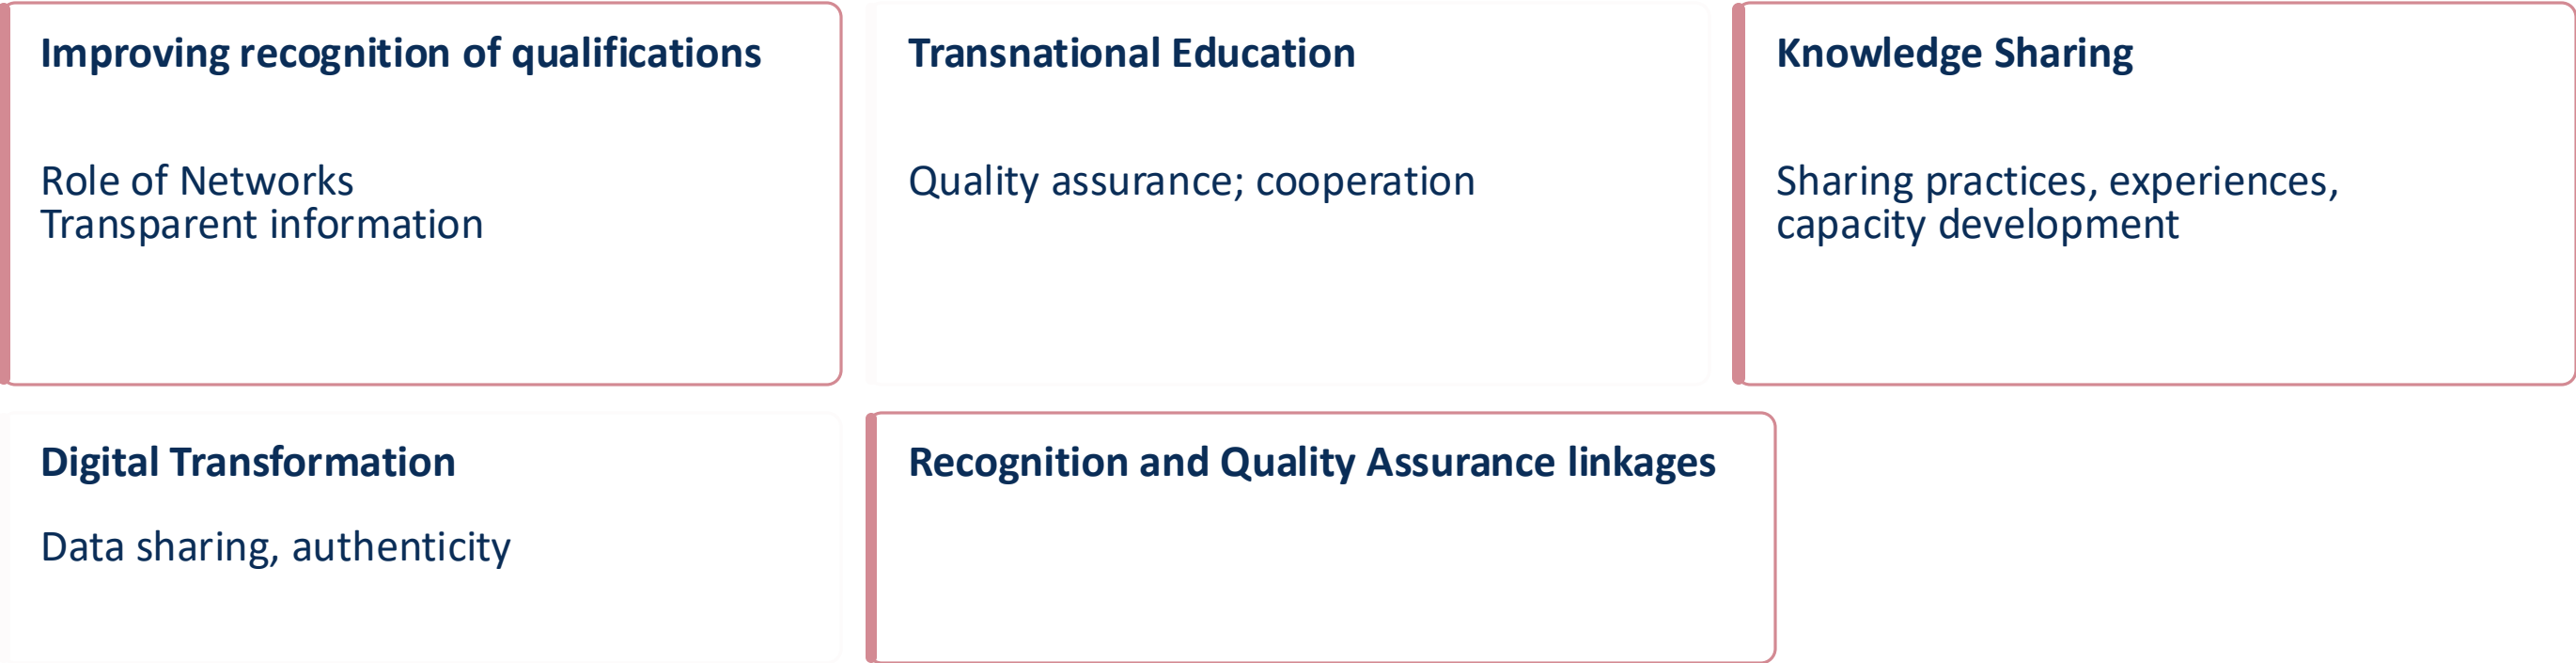 Improving recognition of qualifications
Role of Networks
Transparent information
Transnational Education
Quality assurance; cooperation
Knowledge Sharing
Sharing practices, experiences,
capacity development
Digital Transformation
Data sharing, authenticity
Recognition and Quality Assurance linkages